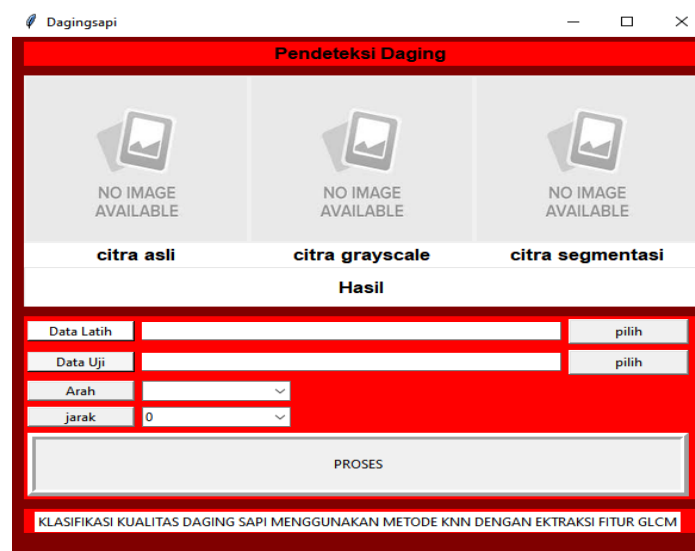 Dagingsapi
Pendeteksi Daging
NO IMAGE AVAILABLE
NO IMAGE AVAILABLE
NO IMAGE AVAILABLE
citra asli
citra grayscale
citra segmentasi
Hasil
Data Latih
pilih
Data Uji
pilih
Arah
jarak
0
PROSES
KLASIFIKASI KUALITAS DAGING SAPI MENGGUNAKAN METODE KNN DENGAN EKTRAKSI FITUR GLCM